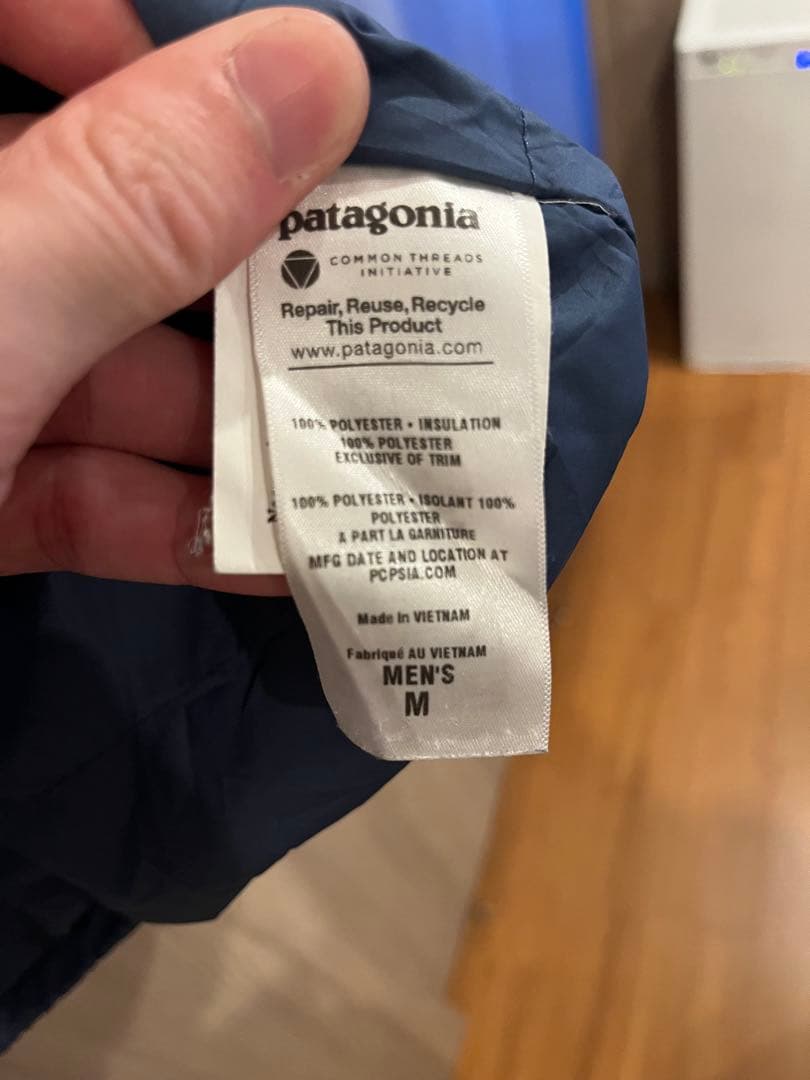 patagonia
COMMON THREADS
INITIATIVE
Repair, Reuse, Recycle
This Product
www.patagonia.com
100% POLYESTER • INSULATION
100% POLYESTER
EXCLUSIVE OF TRIM
100% POLYESTER • ISOLANT 100%
POLYESTER
A PART LA GARNITURE
MFG DATE AND LOCATION AT
PCPSIA.COM
Made In VIETNAM
Fabriqué AU VIETNAM
MEN'S
M